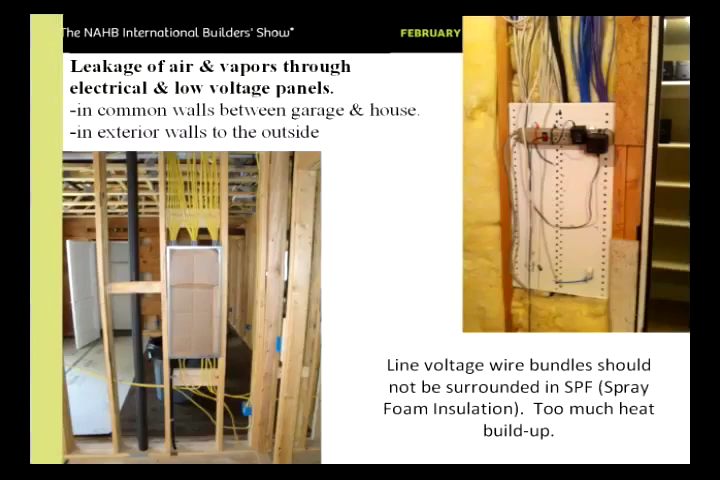 The NAHB International Builders' Show*
FEBRUARY
Leakage of air & vapors through
electrical & low voltage panels.
-in common walls between garage & house.
-in exterior walls to the outside
Line voltage wire bundles should
not be surrounded in SPF (Spray
Foam Insulation). Too much heat
build-up.